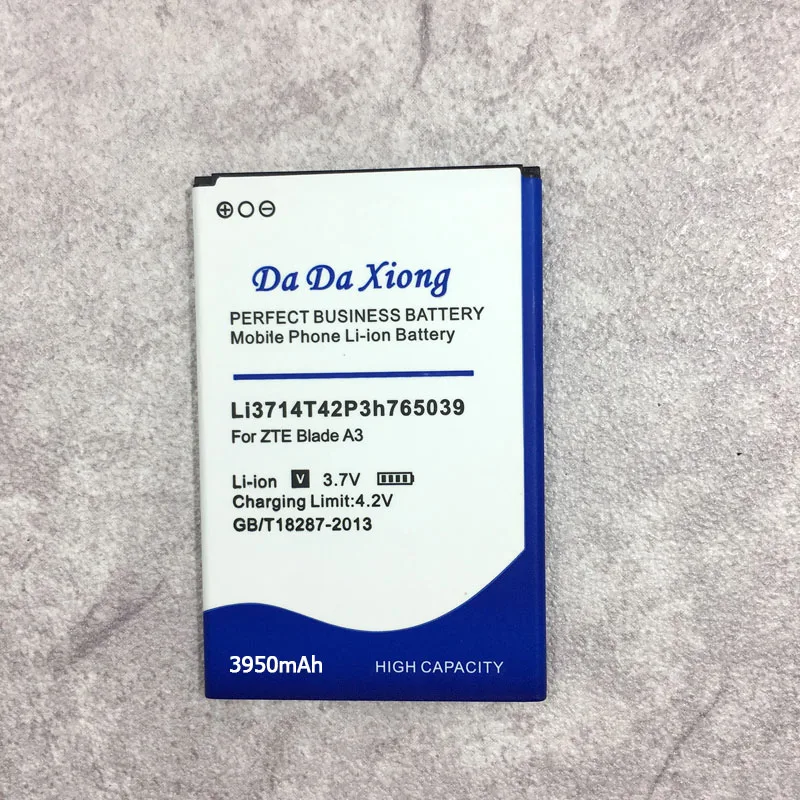 Da Da Xiong
PERFECT BUSINESS BATTERY
Mobile Phone Li-ion Battery
Li3714T42P3h765039
For ZTE Blade A3
Li-ion V 3.7V
Charging Limit:4.2V
GB/T18287-2013
3950mAh HIGH CAPACITY